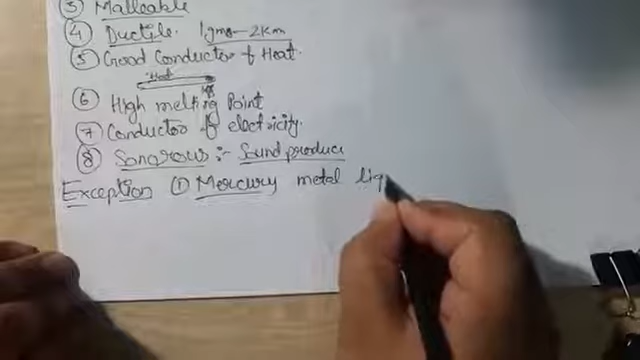 ③ Malleable
④ Ductile. 1gm - 2Km
⑤ Good Conductor of Heat.
Heat
⑥ High melting Point
⑦ Conductor of electricity.
⑧ Sonarous :- Sound produce
Exception ① Mercury metal liq